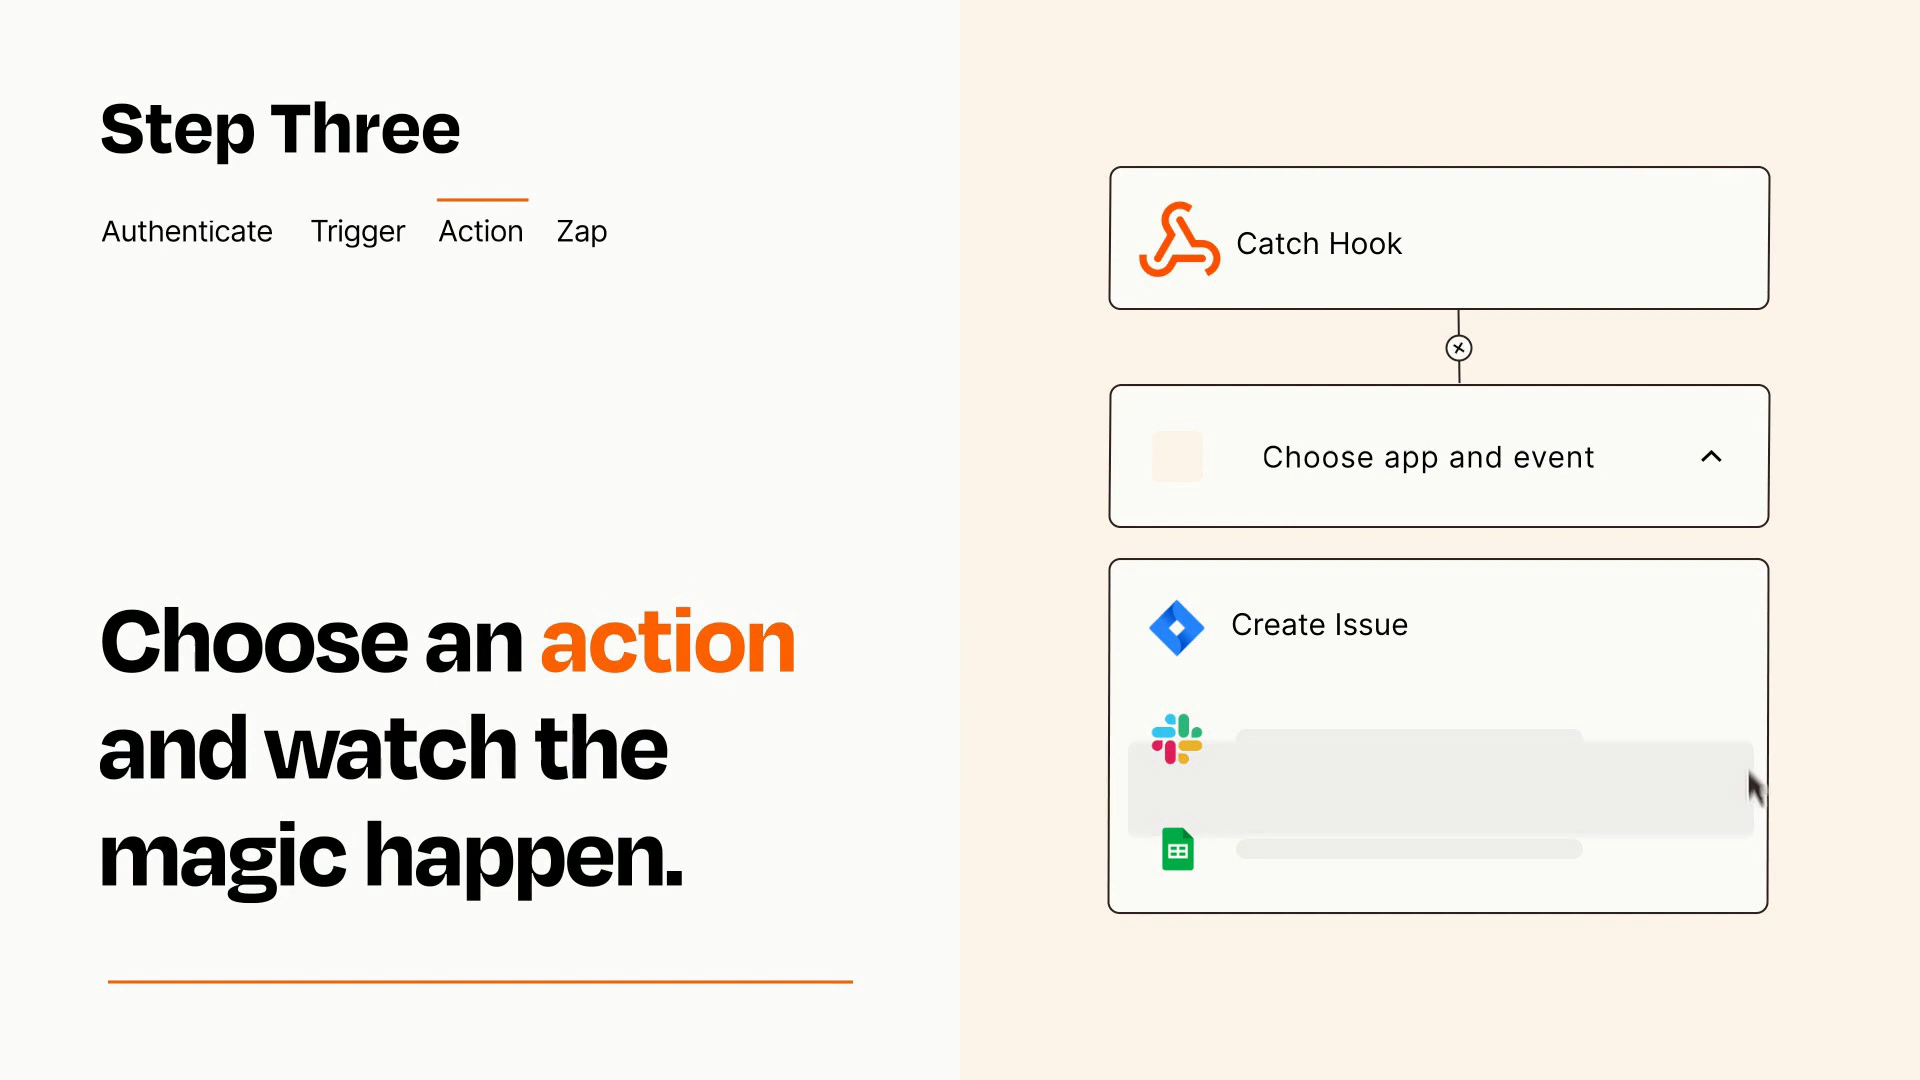 Step Three
Authenticate Trigger Action Zap
Choose an action
and watch the
magic happen.
Catch Hook
Choose app and event
Create Issue